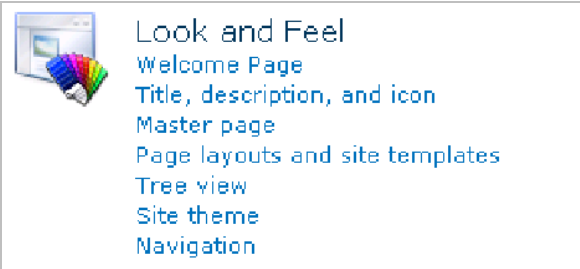 Look and Feel
Welcome Page
Title, description, and icon
Master page
Page layouts and site templates
Tree view
Site theme
Navigation